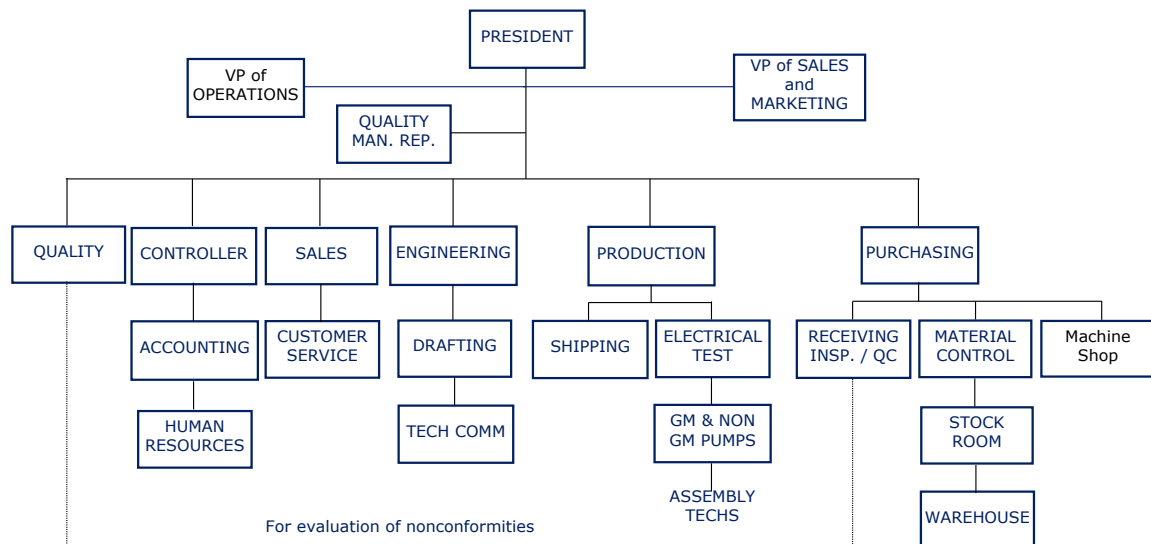 PRESIDENT
VP of
OPERATIONS
VP of SALES
and
MARKETING
QUALITY
MAN. REP.
QUALITY
CONTROLLER
SALES
ENGINEERING
PRODUCTION
PURCHASING
ACCOUNTING
CUSTOMER
SERVICE
DRAFTING
SHIPPING
ELECTRICAL
TEST
RECEIVING
INSP. / QC
MATERIAL
CONTROL
Machine
Shop
HUMAN
RESOURCES
TECH COMM
GM & NON
GM PUMPS
STOCK
ROOM
ASSEMBLY
TECHS
WAREHOUSE
For evaluation of nonconformities